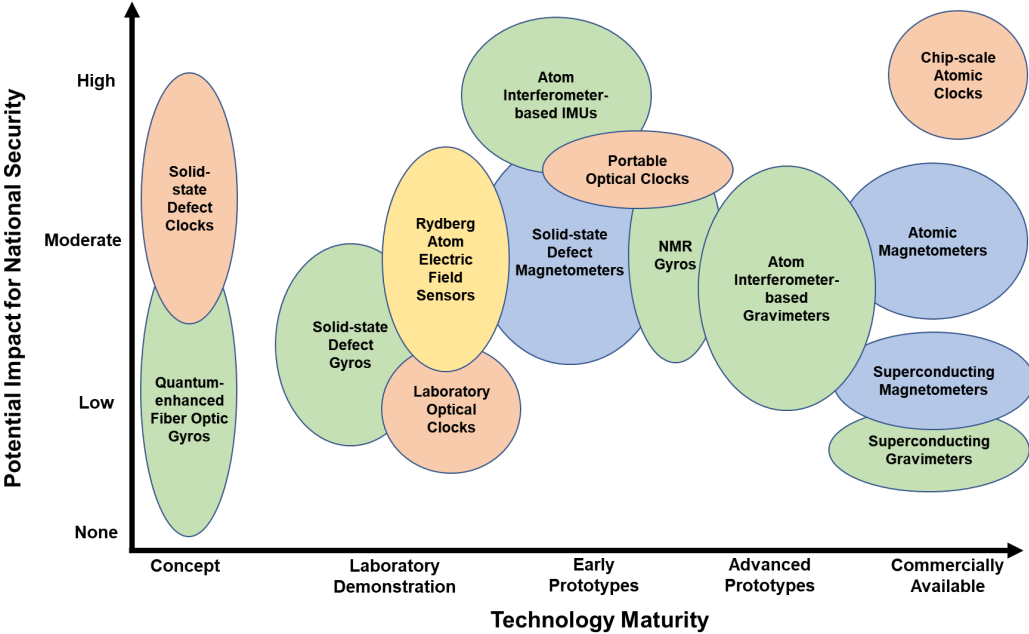 Potential Impact for National Security
High
Moderate
Low
None
Solid-
state
Defect
Clocks
Quantum-
enhanced
Fiber Optic
Gyros
Solid-state
Defect
Gyros
Rydberg
Atom
Electric
Field
Sensors
Laboratory
Optical
Clocks
Atom
Interferometer-
based IMUs
Portable
Optical Clocks
Solid-state
Defect
Magnetometers
NMR
Gyros
Atom
Interferometer-
based
Gravimeters
Chip-scale
Atomic
Clocks
Atomic
Magnetometers
Superconducting
Magnetometers
Superconducting
Gravimeters
Concept
Laboratory
Demonstration
Early
Prototypes
Advanced
Prototypes
Commercially
Available
Technology Maturity